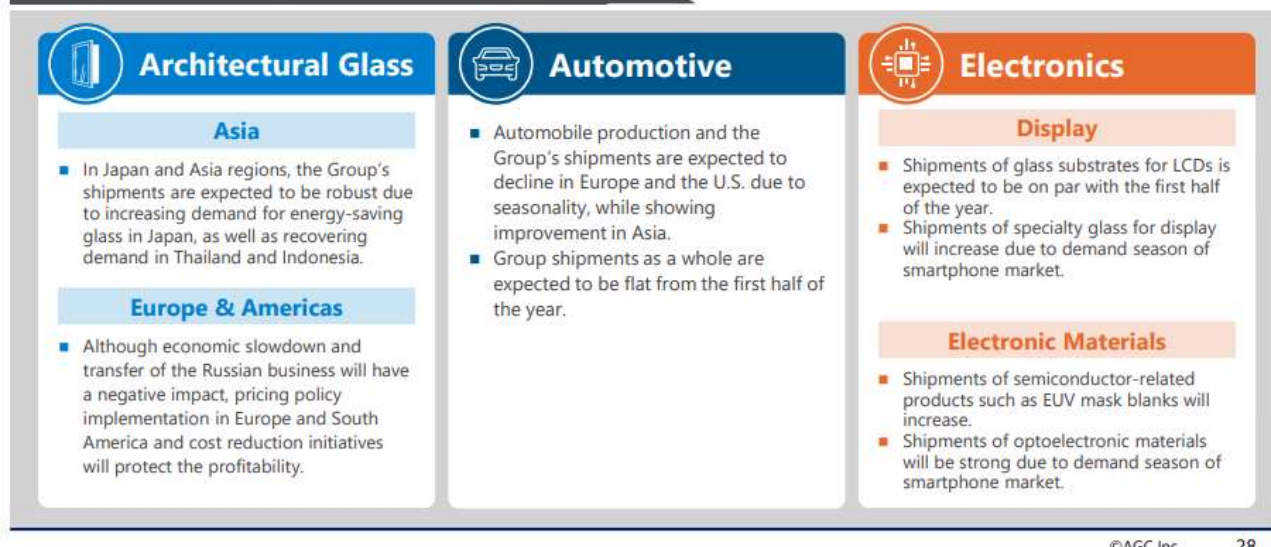 Architectural Glass
Asia
■ In Japan and Asia regions, the Group's
shipments are expected to be robust due
to increasing demand for energy-saving
glass in Japan, as well as recovering
demand in Thailand and Indonesia.
Europe & Americas
■ Although economic slowdown and
transfer of the Russian business will have
a negative impact, pricing policy
implementation in Europe and South
America and cost reduction initiatives
will protect the profitability.
Automotive
■ Automobile production and the
Group's shipments are expected to
decline in Europe and the U.S. due to
seasonality, while showing
improvement in Asia.
■ Group shipments as a whole are
expected to be flat from the first half of
the year.
Electronics
Display
■ Shipments of glass substrates for LCDs is
expected to be on par with the first half
of the year.
■ Shipments of specialty glass for display
will increase due to demand season of
smartphone market.
Electronic Materials
■ Shipments of semiconductor-related
products such as EUV mask blanks will
increase.
■ Shipments of optoelectronic materials
will be strong due to demand season of
smartphone market.
©AGC Inc.
28